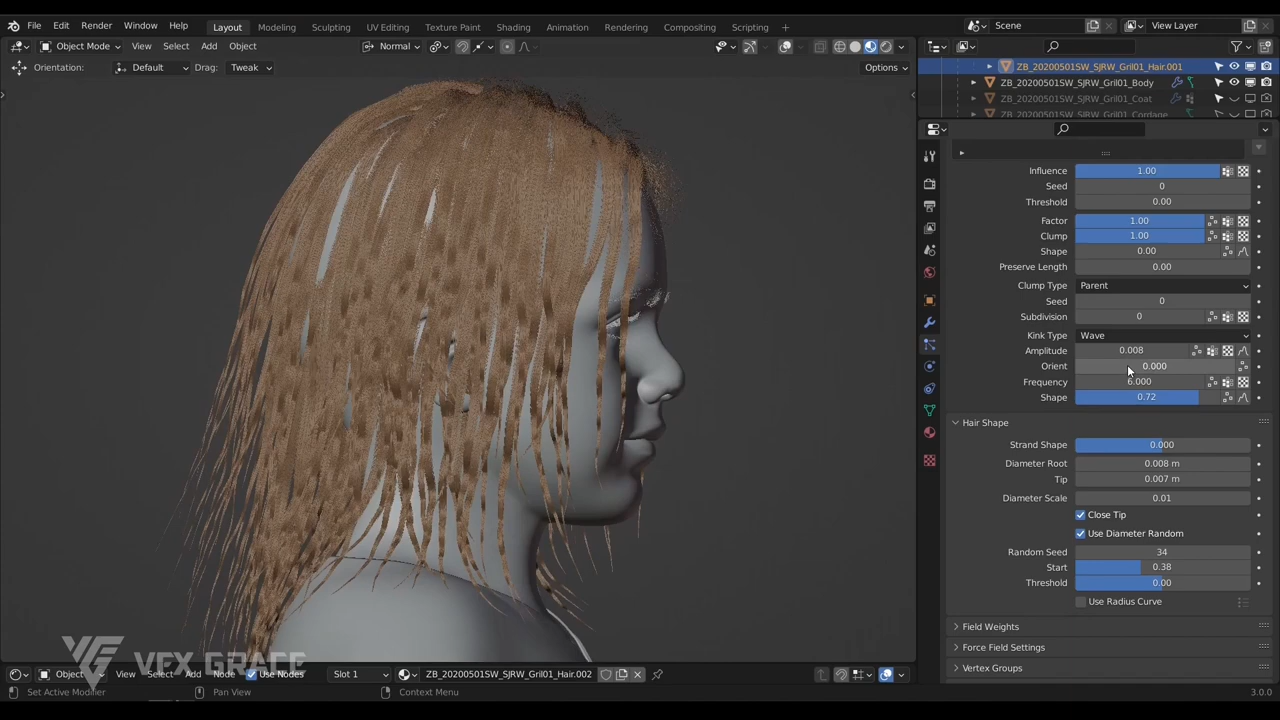 File Edit Render Window Help Layout Modeling Sculpting UV Editing Texture Paint Shading Animation Rendering Compositing Scripting + Scene View Layer
Object Mode View Select Add Object Normal
Orientation: Default Drag: Tweak Options
ZB_20200501SW_SJRW_Gril01_Hair.001
ZB_20200501SW_SJRW_Gril01_Body
ZB_20200501SW_SJRW_Gril01_Coat
ZB_20200501SW_SJRW_Gril01_Cordage
Influence 1.00
Seed 0
Threshold 0.00
Factor 1.00
Clump 1.00
Shape 0.00
Preserve Length 0.00
Clump Type Parent
Seed 0
Subdivision 0
Kink Type Wave
Amplitude 0.008
Orient 0.000
Frequency 6.000
Shape 0.72
Hair Shape
Strand Shape 0.000
Diameter Root 0.008 m
Tip 0.007 m
Diameter Scale 0.01
Close Tip
Use Diameter Random
Random Seed 34
Start 0.38
Threshold 0.00
Use Radius Curve
Field Weights
Force Field Settings
Vertex Groups
VFX GRACE
Object View Select Add Node Use Nodes Slot 1 ZB_20200501SW_SJRW_Gril01_Hair.002
Set Active Modifier Pan View Context Menu 3.0.0